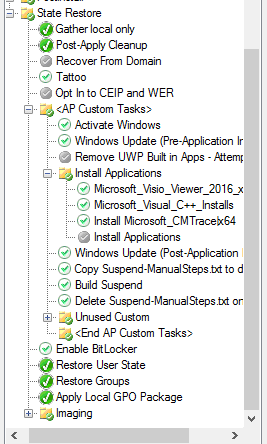 PostInstall
State Restore
Gather local only
Post-Apply Cleanup
Recover From Domain
Tattoo
Opt In to CEIP and WER
<AP Custom Tasks>
Activate Windows
Windows Update (Pre-Application In
Remove UWP Built in Apps - Attemp
Install Applications
Microsoft_Visio_Viewer_2016_x
Microsoft_Visual_C++_Installs
Install Microsoft_CMTrace|x64
Install Applications
Windows Update (Post-Application
Copy Suspend-ManualSteps.txt to d
Build Suspend
Delete Suspend-ManualSteps.txt on
Unused Custom
<End AP Custom Tasks>
Enable BitLocker
Restore User State
Restore Groups
Apply Local GPO Package
Imaging